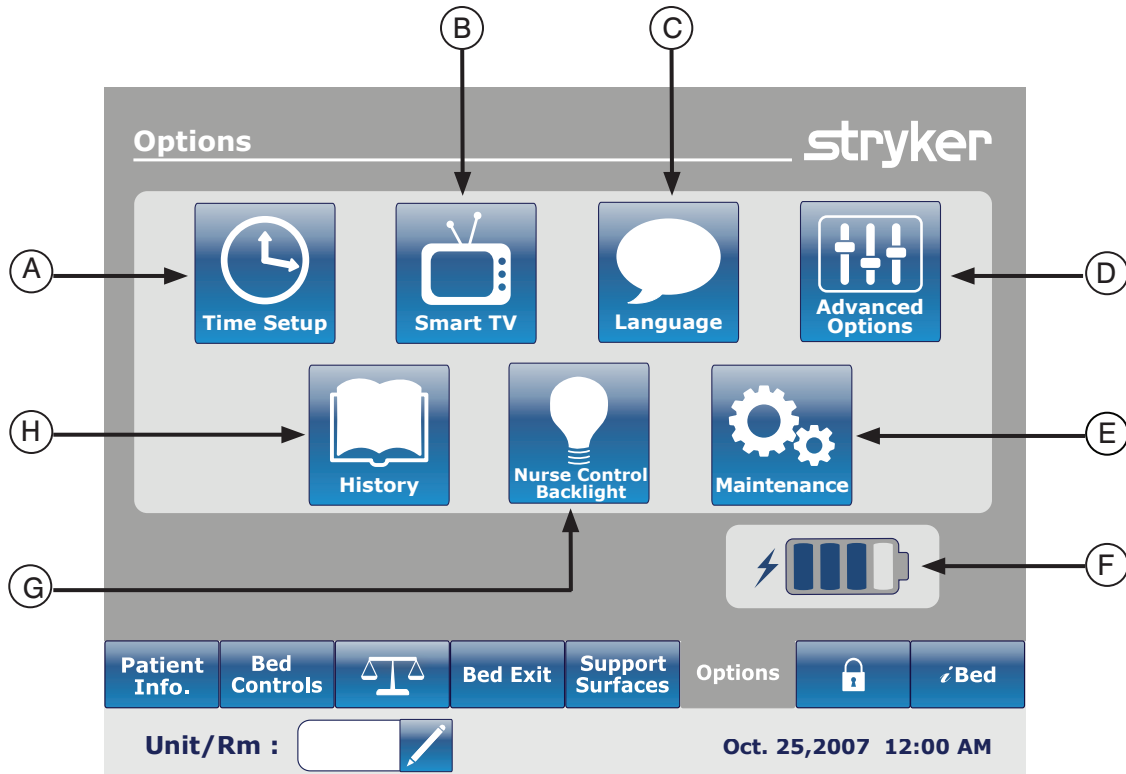 B
C
Options
stryker
A
Time Setup
Smart TV
Language
Advanced
Options
D
H
History
Nurse Control
Backlight
Maintenance
E
G
F
Patient
Info.
Bed
Controls
Bed Exit
Support
Surfaces
Options
iBed
Unit/Rm :
Oct. 25,2007 12:00 AM